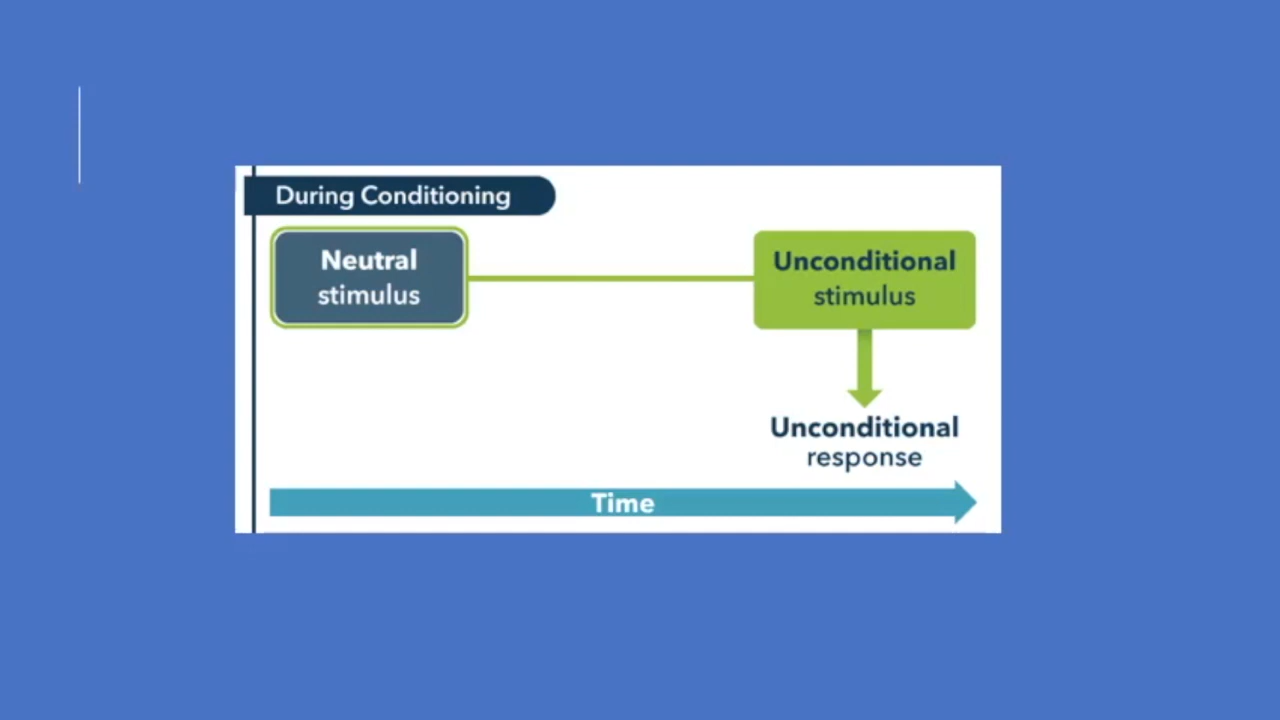 During Conditioning
Neutral
stimulus
Unconditional
stimulus
Unconditional
response
Time